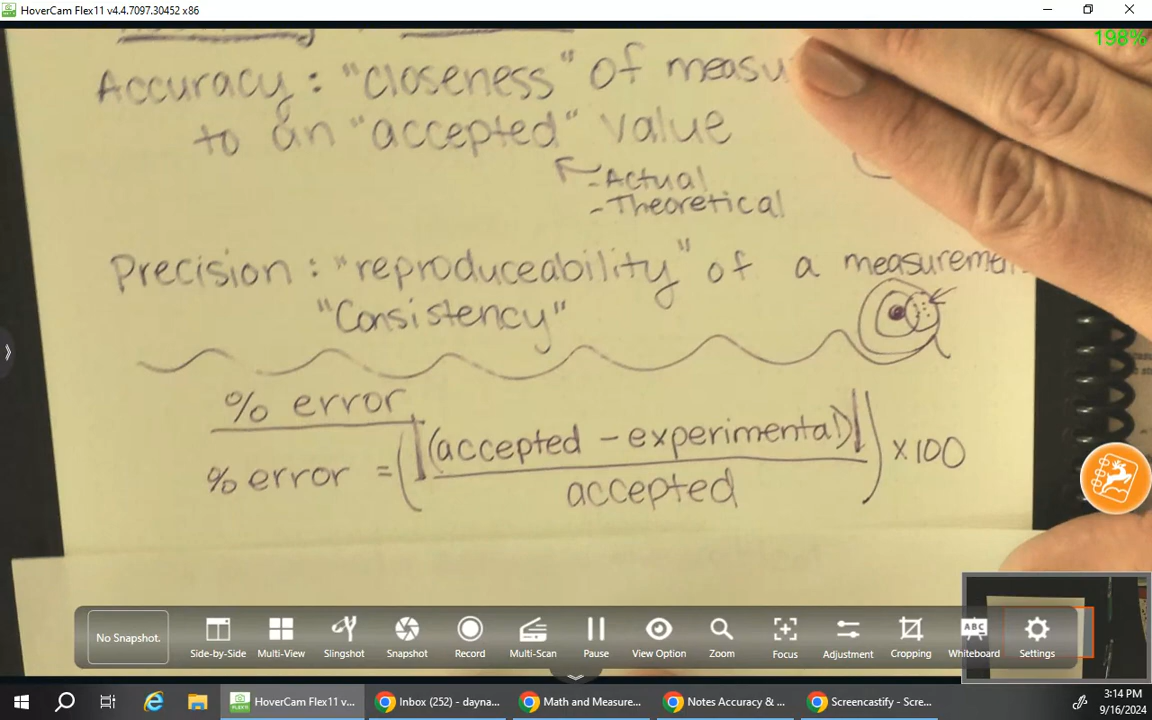 HoverCam Flex11 v4.4.7097.30452 x86
198%
Accuracy : "closeness" of measu
to an "accepted" value
- Actual
- Theoretical
Precision : "reproduceability" of a measuremen
"Consistency"
% error
% error = (|(accepted - experimental)| / accepted) x 100
No Snapshot.
Side-by-Side
Multi-View
Slingshot
Snapshot
Record
Multi-Scan
Pause
View Option
Zoom
Focus
Adjustment
Cropping
ABC
Whiteboard
Settings
HoverCam Flex11 v...
Inbox (252) - dayna...
Math and Measure...
Notes Accuracy & ...
Screencastify - Scre...
3:14 PM
9/16/2024